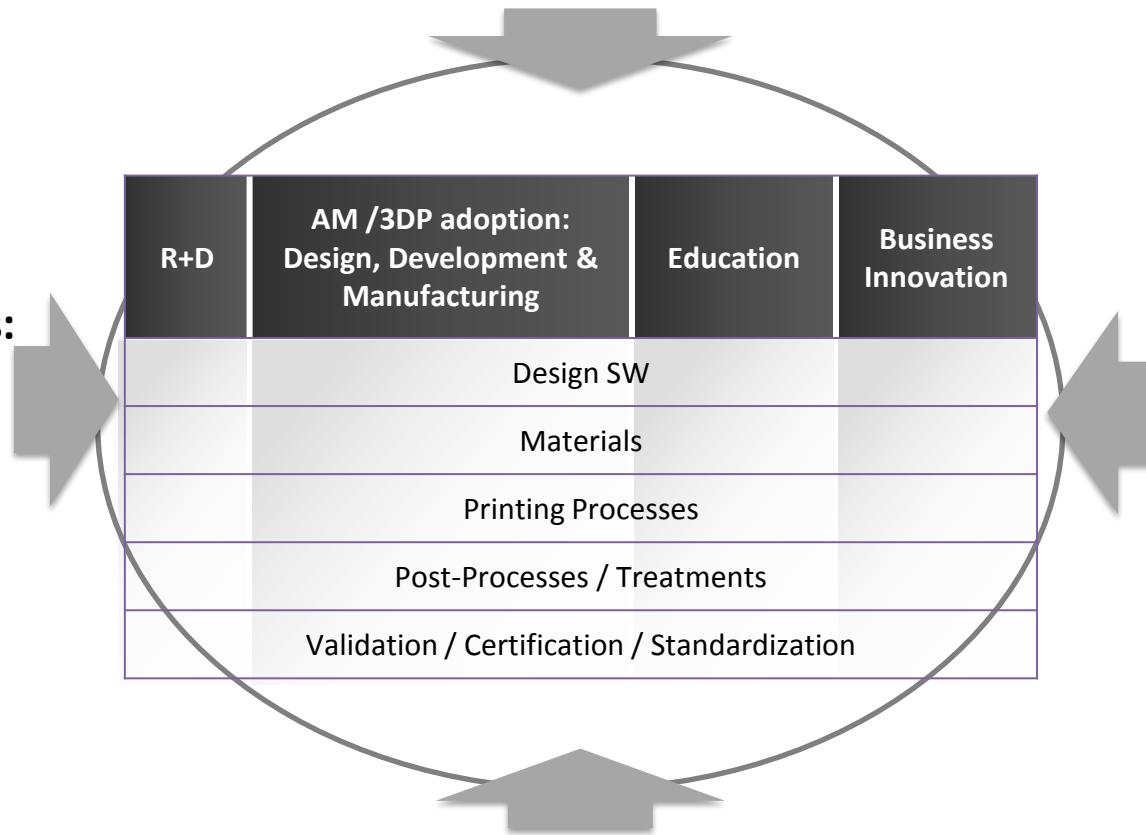 R+D
AM /3DP adoption:
Design, Development &
Manufacturing
Education
Business
Innovation
Design SW
Materials
Printing Processes
Post-Processes / Treatments
Validation / Certification / Standardization